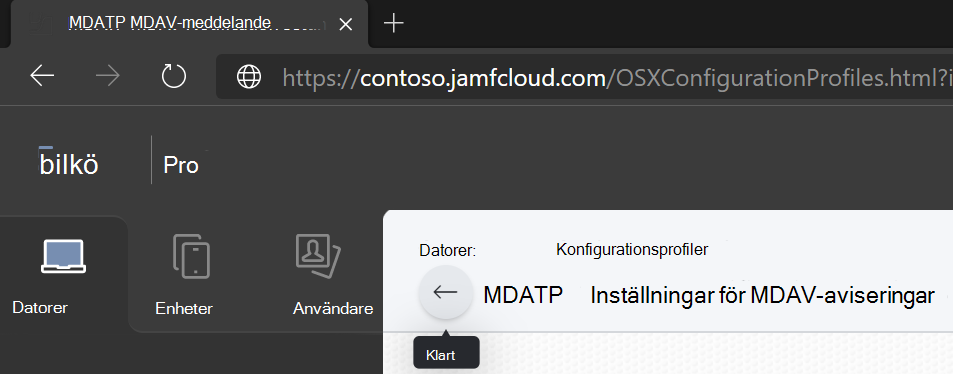 MDATP MDAV-meddelande
https://contoso.jamfcloud.com/OSXConfigurationProfiles.html?i
bilkö Pro
Datorer: Konfigurationsprofiler
MDATP Inställningar för MDAV-aviseringar
Datorer Enheter Användare
Klart